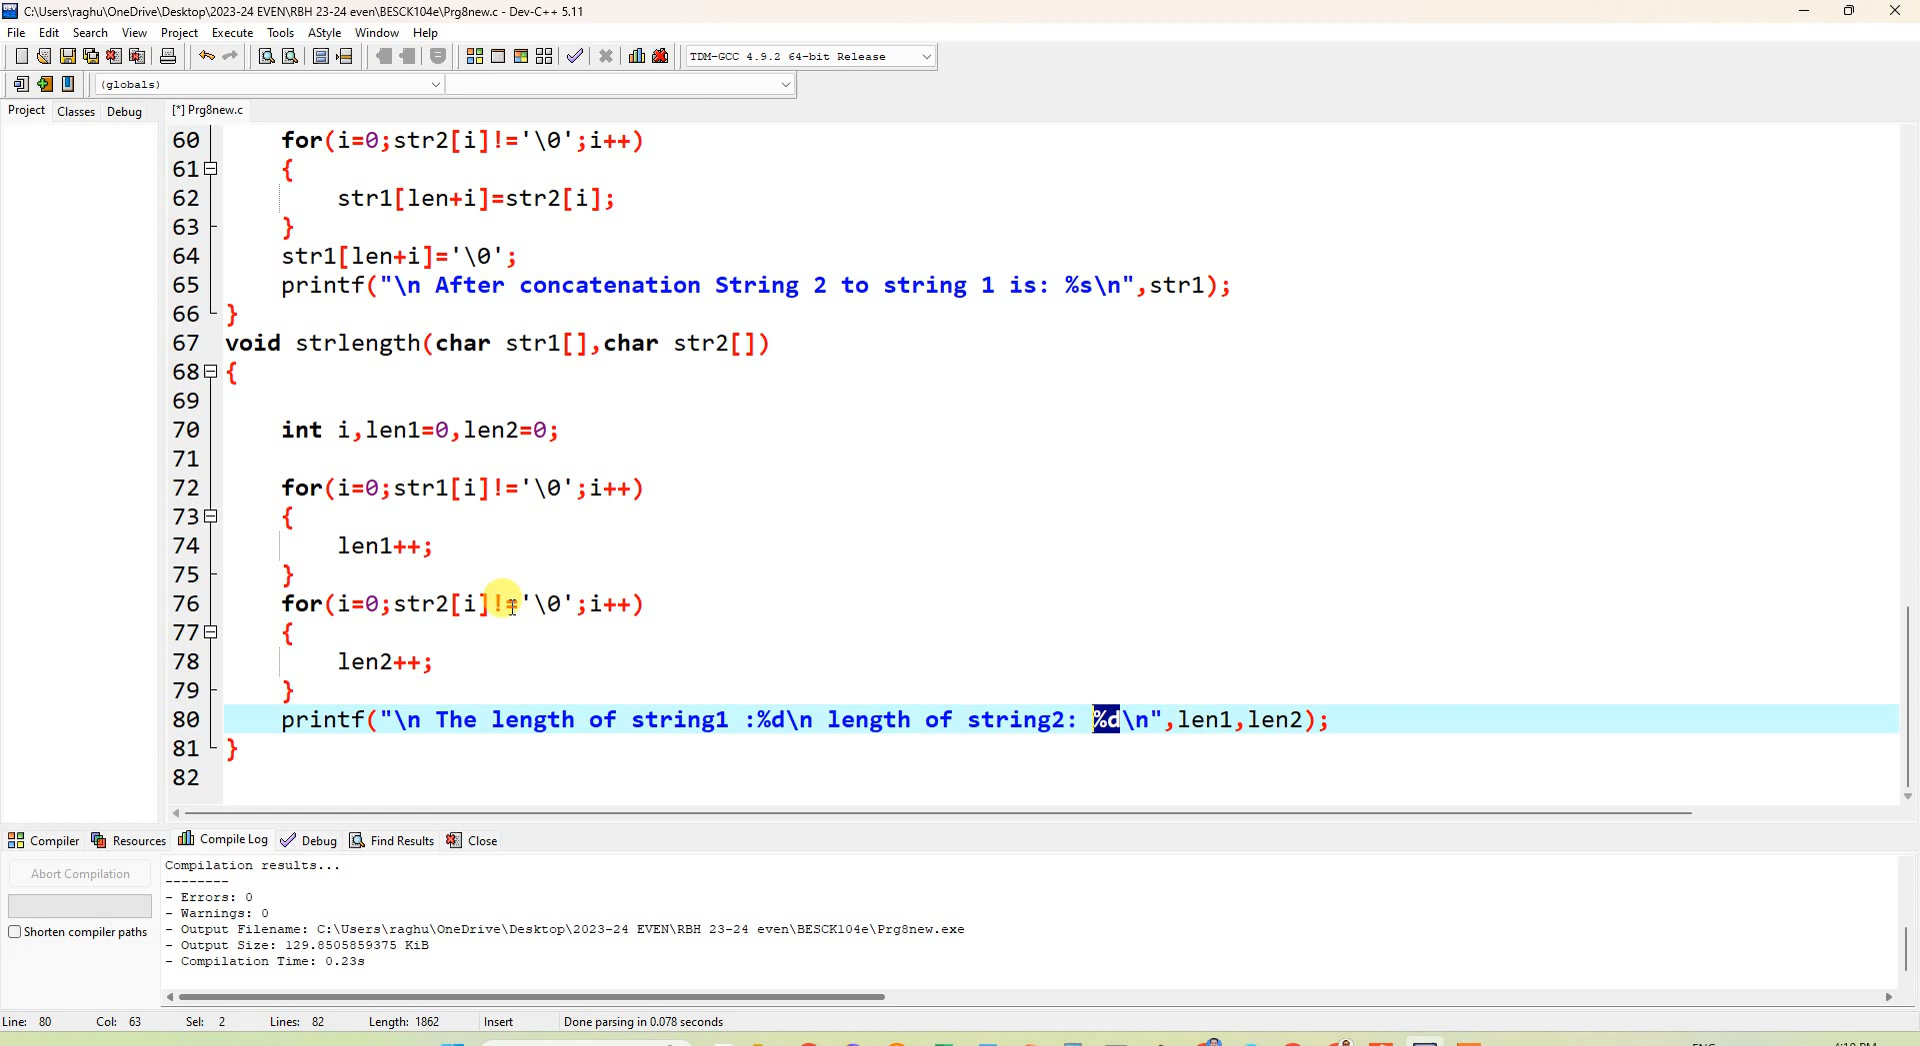 C:\Users\raghu\OneDrive\Desktop\2023-24 EVEN\RBH 23-24 even\BESCK104e\Prg8new.c - Dev-C++ 5.11
File Edit Search View Project Execute Tools AStyle Window Help
TDM-GCC 4.9.2 64-bit Release
(globals)
Project Classes Debug [*] Prg8new.c
60 for(i=0;str2[i]!='\0';i++)
61 {
62 str1[len+i]=str2[i];
63 }
64 str1[len+i]='\0';
65 printf("\n After concatenation String 2 to string 1 is: %s\n",str1);
66 }
67 void strlength(char str1[],char str2[])
68 {
69
70 int i,len1=0,len2=0;
71
72 for(i=0;str1[i]!='\0';i++)
73 {
74 len1++;
75 }
76 for(i=0;str2[i]!='\0';i++)
77 {
78 len2++;
79 }
80 printf("\n The length of string1 :%d\n length of string2: %d\n",len1,len2);
81 }
82
Compiler Resources Compile Log Debug Find Results Close
Abort Compilation
Shorten compiler paths
Compilation results...
--------
- Errors: 0
- Warnings: 0
- Output Filename: C:\Users\raghu\OneDrive\Desktop\2023-24 EVEN\RBH 23-24 even\BESCK104e\Prg8new.exe
- Output Size: 129.8505859375 KiB
- Compilation Time: 0.23s
Line: 80 Col: 63 Sel: 2 Lines: 82 Length: 1862 Insert Done parsing in 0.078 seconds